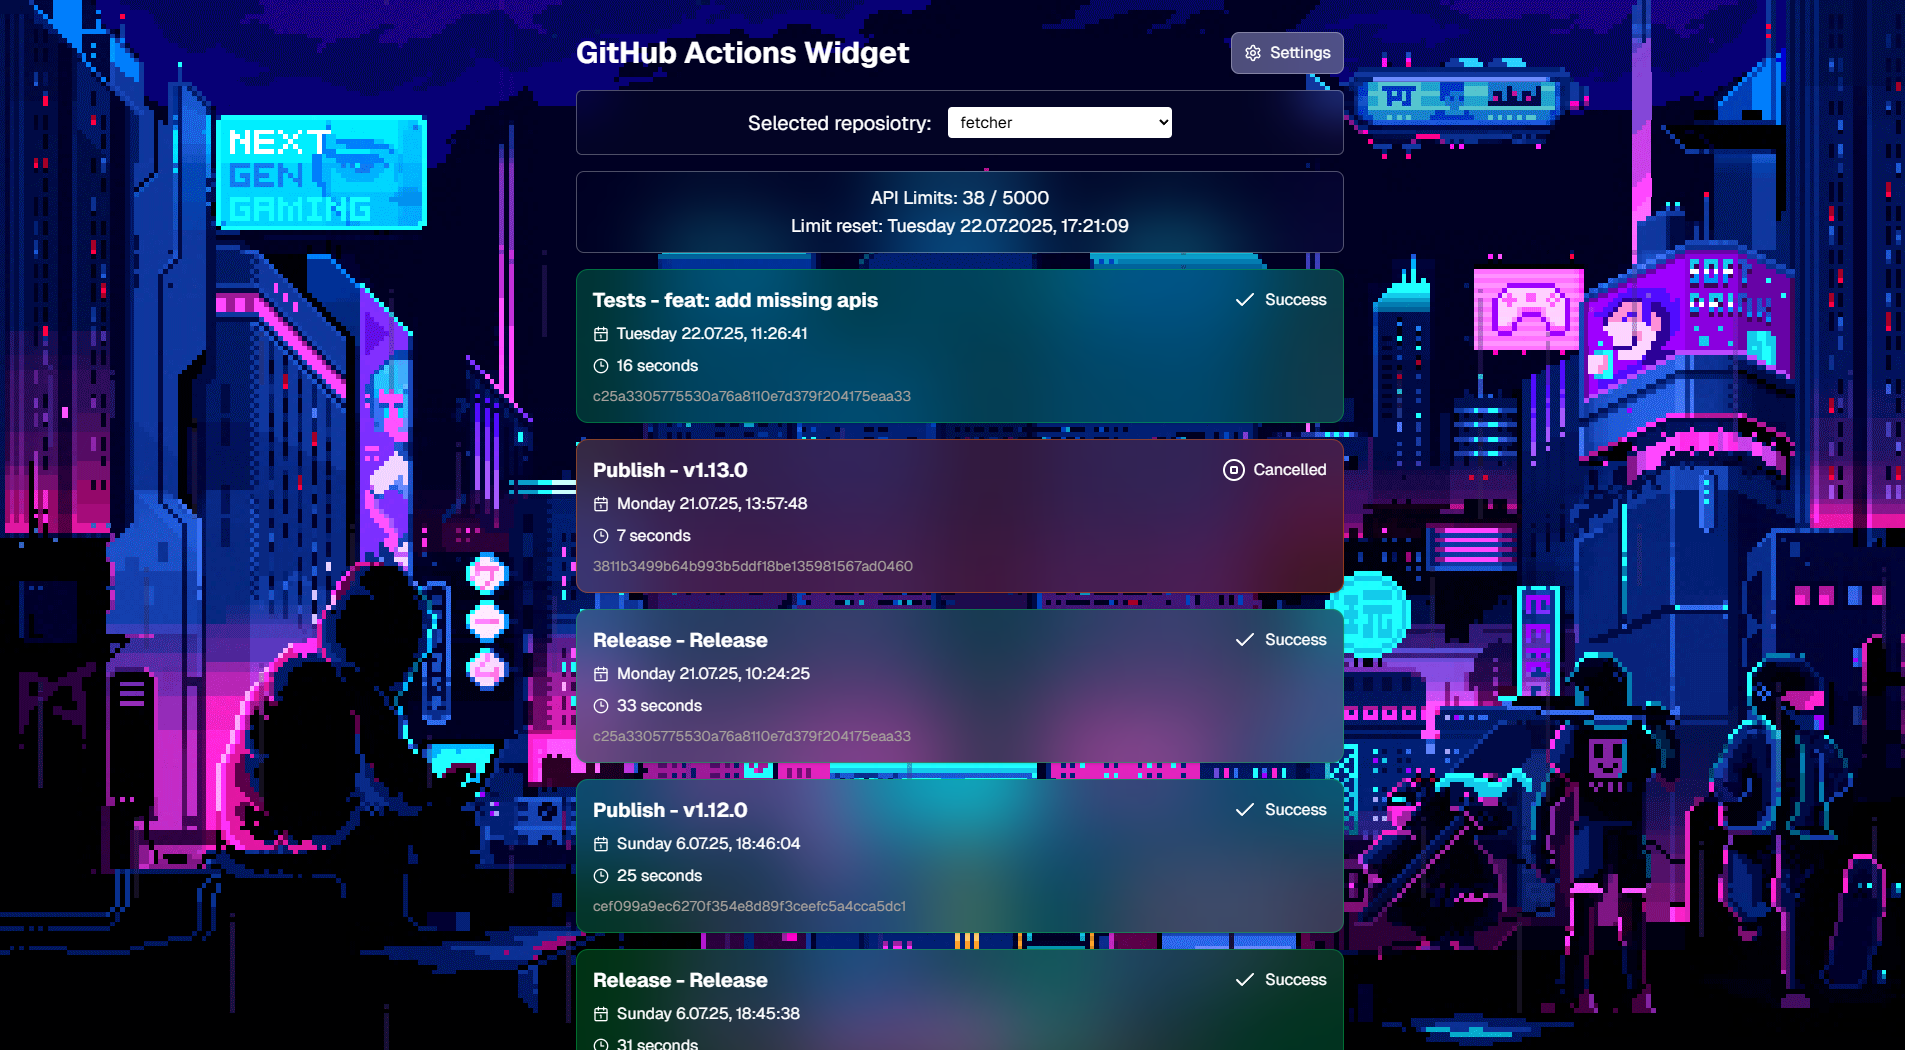 GitHub Actions Widget
Settings
NEXT
GEN
GAMING
Selected reposiotry:
fetcher
API Limits: 38 / 5000
Limit reset: Tuesday 22.07.2025, 17:21:09
Tests - feat: add missing apis
Success
Tuesday 22.07.25, 11:26:41
16 seconds
c25a3305775530a76a8110e7d379f204175eaa33
Publish - v1.13.0
Cancelled
Monday 21.07.25, 13:57:48
7 seconds
3811b3499b64b993b5ddf18be135981567ad0460
Release - Release
Success
Monday 21.07.25, 10:24:25
33 seconds
c25a3305775530a76a8110e7d379f204175eaa33
Publish - v1.12.0
Success
Sunday 6.07.25, 18:46:04
25 seconds
cef099a9ec6270f354e8d89f3ceefc5a4cca5dc1
Release - Release
Success
Sunday 6.07.25, 18:45:38
31 seconds